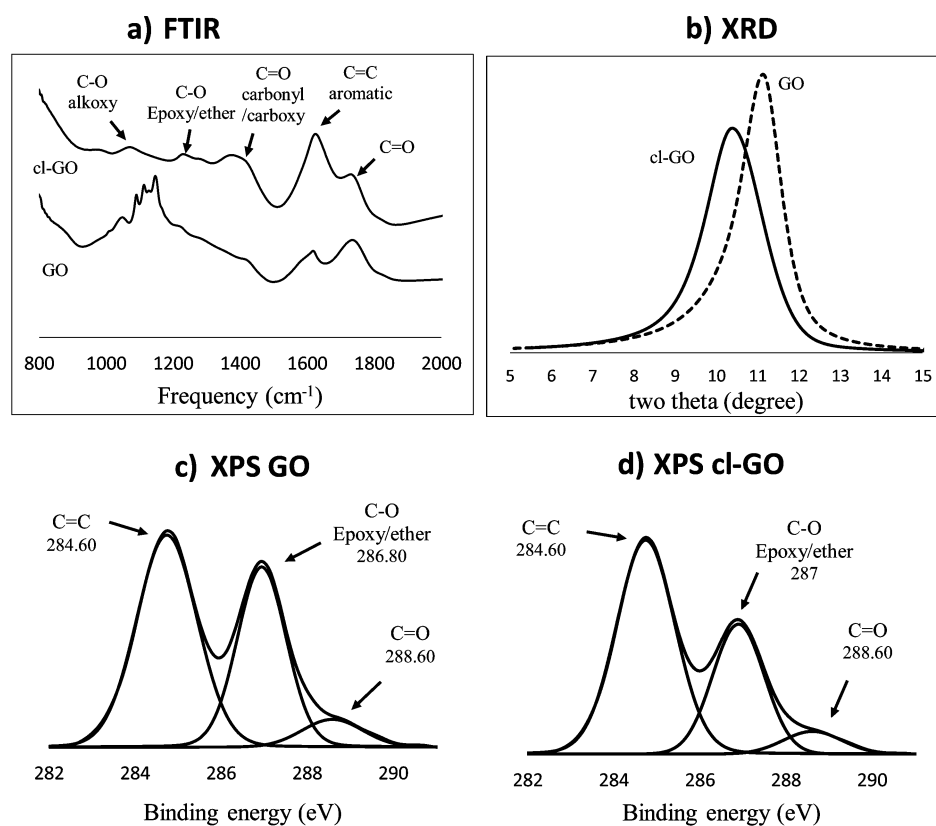 a) FTIR
C-O
alkoxy
C-O
Epoxy/ether
C=O
carbonyl
/carboxy
C=C
aromatic
C=O
cl-GO
GO
800 1000 1200 1400 1600 1800 2000
Frequency (cm-1)
b) XRD
GO
cl-GO
5 6 7 8 9 10 11 12 13 14 15
two theta (degree)
c) XPS GO
C=C
284.60
C-O
Epoxy/ether
286.80
C=O
288.60
282 284 286 288 290
Binding energy (eV)
d) XPS cl-GO
C=C
284.60
C-O
Epoxy/ether
287
C=O
288.60
282 284 286 288 290
Binding energy (eV)